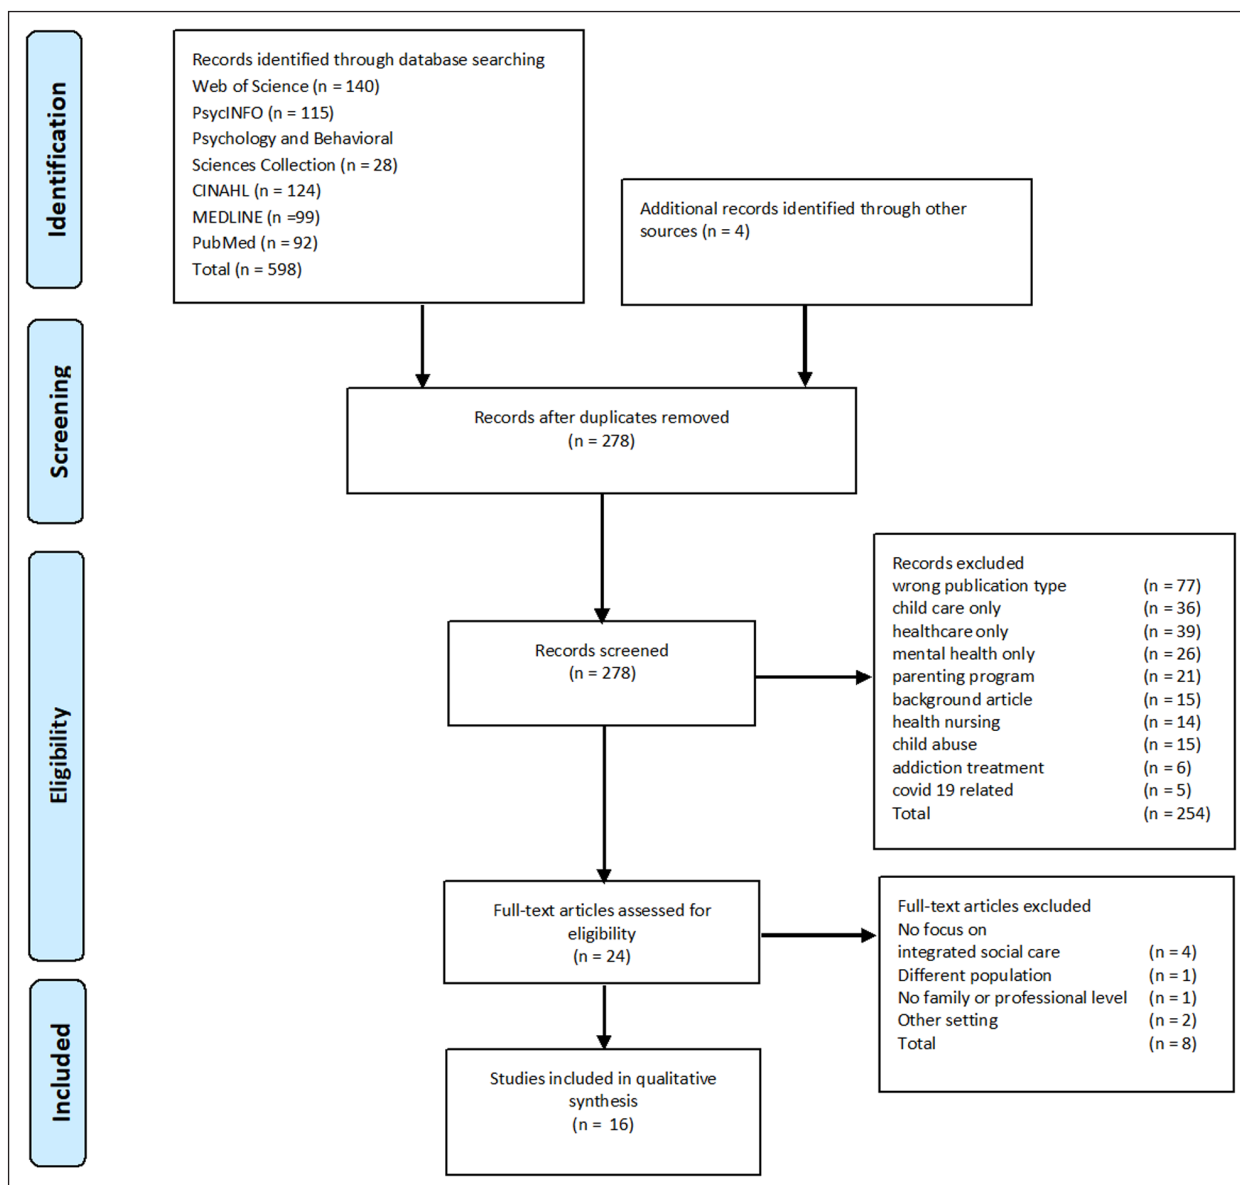 Identification
Records identified through database searching
Web of Science (n = 140)
PsycINFO (n = 115)
Psychology and Behavioral
Sciences Collection (n = 28)
CINAHL (n = 124)
MEDLINE (n =99)
PubMed (n = 92)
Total (n = 598)
Additional records identified through other
sources (n = 4)
Screening
Records after duplicates removed
(n = 278)
Eligibility
Records screened
(n = 278)
Records excluded
wrong publication type (n = 77)
child care only (n = 36)
healthcare only (n = 39)
mental health only (n = 26)
parenting program (n = 21)
background article (n = 15)
health nursing (n = 14)
child abuse (n = 15)
addiction treatment (n = 6)
covid 19 related (n = 5)
Total (n = 254)
Full-text articles assessed for
eligibility
(n = 24)
Full-text articles excluded
No focus on
integrated social care (n = 4)
Different population (n = 1)
No family or professional level (n = 1)
Other setting (n = 2)
Total (n = 8)
Included
Studies included in qualitative
synthesis
(n = 16)